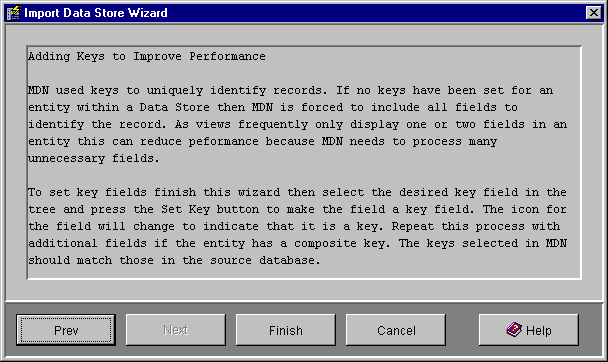 Import Data Store Wizard
Adding Keys to Improve Performance
MDN used keys to uniquely identify records. If no keys have been set for an
entity within a Data Store then MDN is forced to include all fields to
identify the record. As views frequently only display one or two fields in an
entity this can reduce peformance because MDN needs to process many
unnecessary fields.
To set key fields finish this wizard then select the desired key field in the
tree and press the Set Key button to make the field a key field. The icon for
the field will change to indicate that it is a key. Repeat this process with
additional fields if the entity has a composite key. The keys selected in MDN
should match those in the source database.
Prev Next Finish Cancel Help